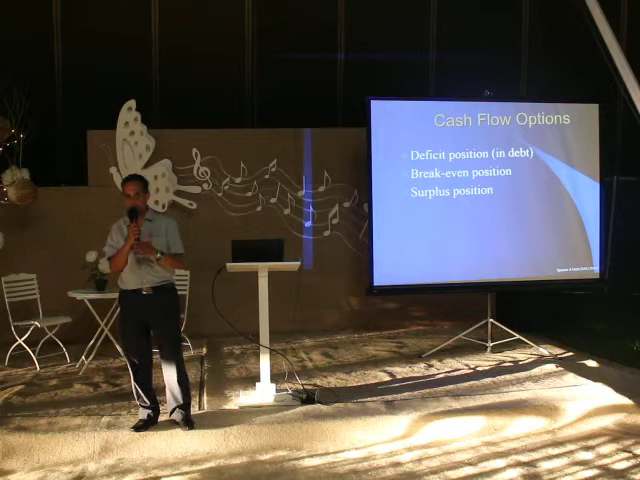 Cash Flow Options
Deficit position (in debt)
Break-even position
Surplus position